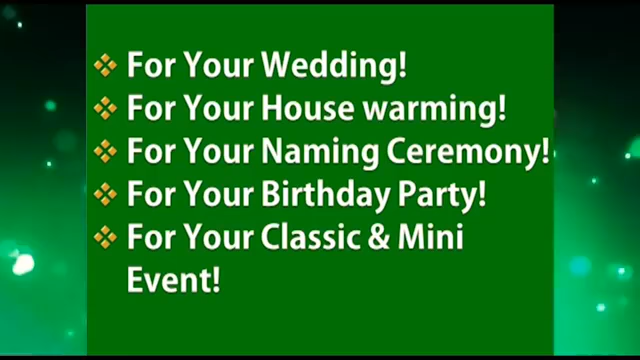 ❖ For Your Wedding!
❖ For Your House warming!
❖ For Your Naming Ceremony!
❖ For Your Birthday Party!
❖ For Your Classic & Mini
Event!